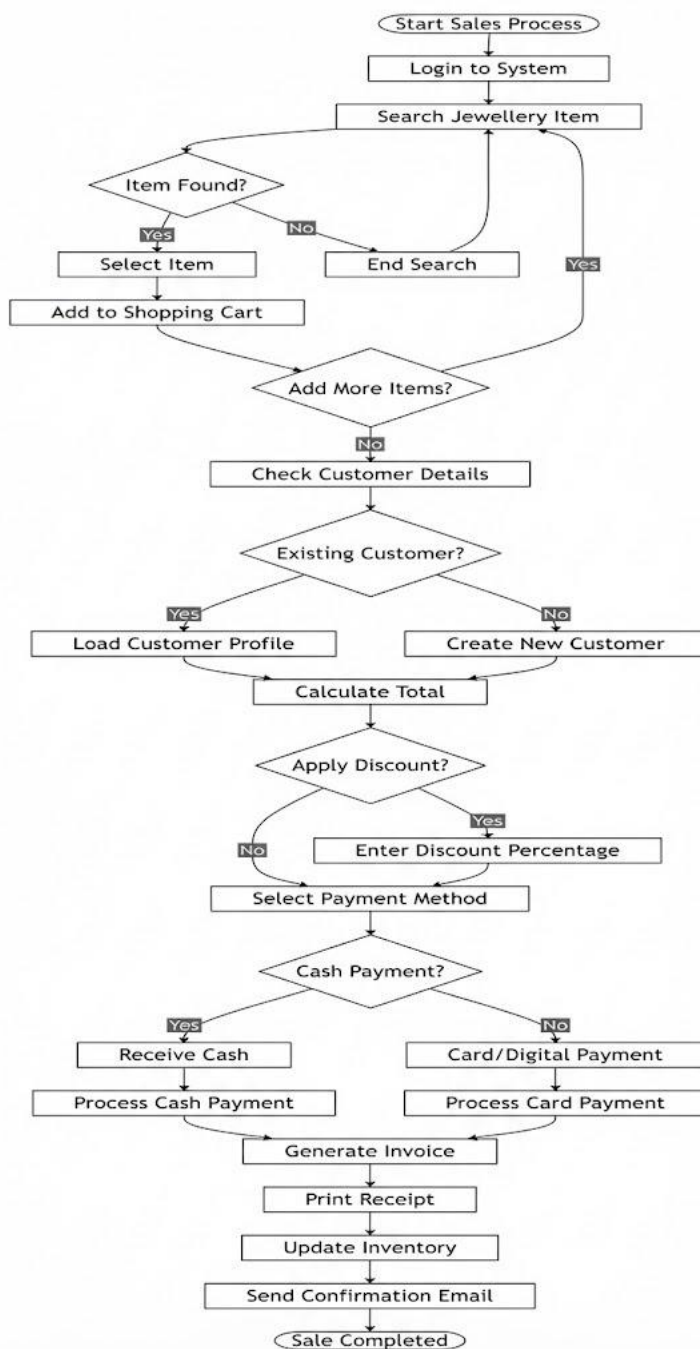 Start Sales Process
Login to System
Search Jewellery Item
Item Found?
Yes
No
Select Item
End Search
Yes
Add to Shopping Cart
Add More Items?
No
Check Customer Details
Existing Customer?
Yes
No
Load Customer Profile
Create New Customer
Calculate Total
Apply Discount?
Yes
No
Enter Discount Percentage
Select Payment Method
Cash Payment?
Yes
No
Receive Cash
Card/Digital Payment
Process Cash Payment
Process Card Payment
Generate Invoice
Print Receipt
Update Inventory
Send Confirmation Email
Sale Completed